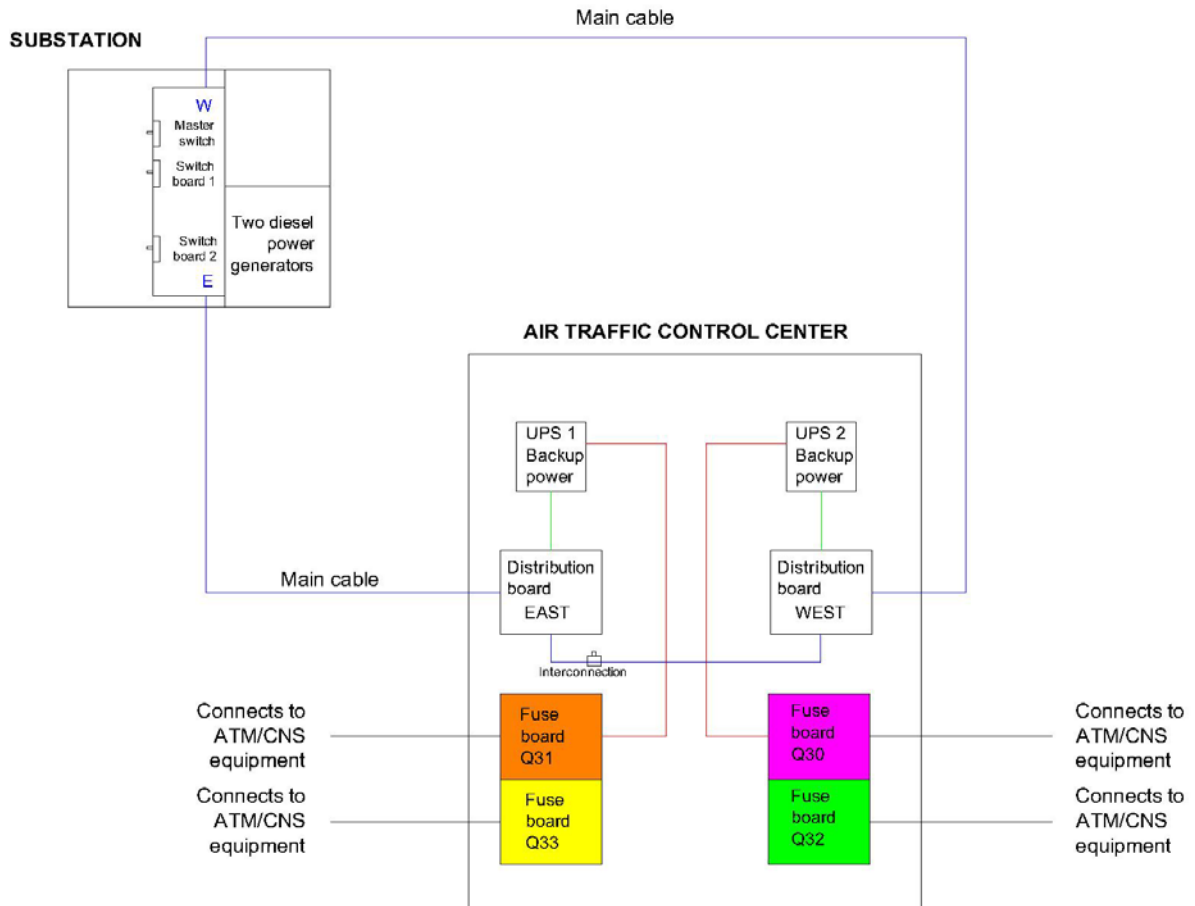 Main cable
SUBSTATION
W
Master
switch
Switch
board 1
Switch
board 2
E
Two diesel
power
generators
AIR TRAFFIC CONTROL CENTER
UPS 1
Backup
power
UPS 2
Backup
power
Main cable
Distribution
board
EAST
Distribution
board
WEST
Interconnection
Connects to
ATM/CNS
equipment
Fuse
board
Q31
Fuse
board
Q30
Connects to
ATM/CNS
equipment
Connects to
ATM/CNS
equipment
Fuse
board
Q33
Fuse
board
Q32
Connects to
ATM/CNS
equipment